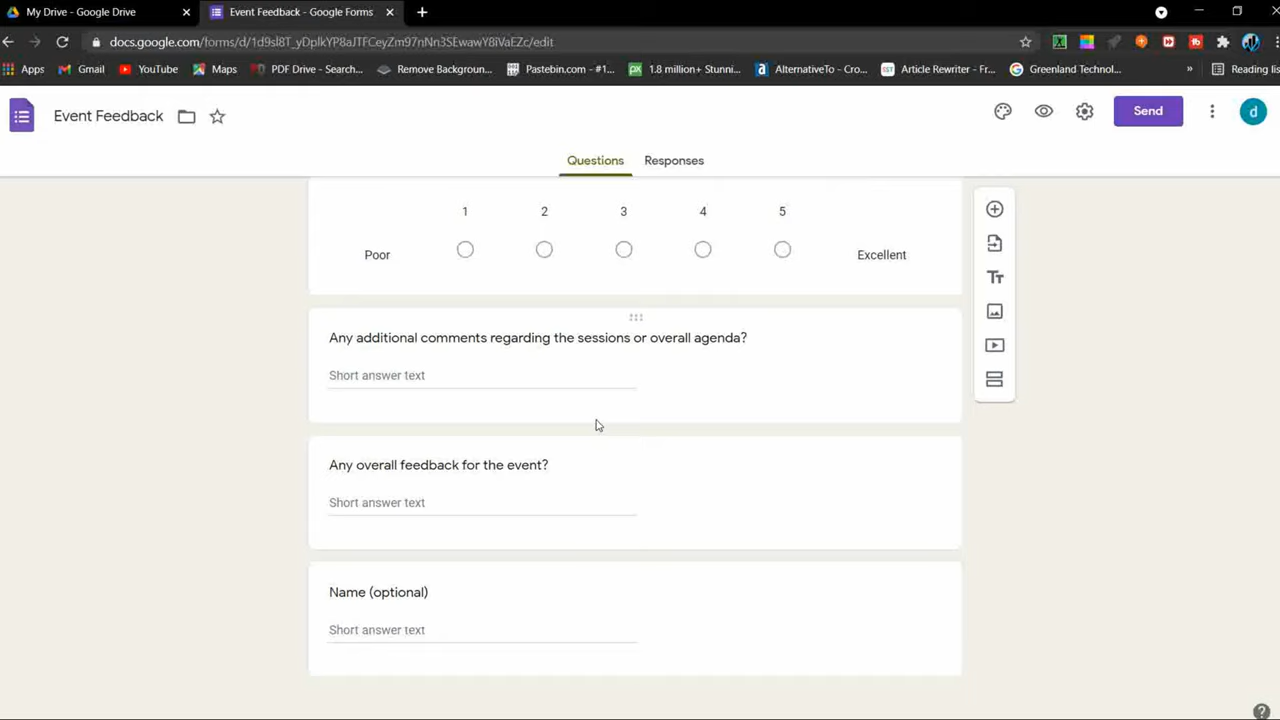 My Drive - Google Drive
Event Feedback - Google Forms
docs.google.com/forms/d/1d9sl8T_yDplkYP8aJTFCeyZm97nNn3SEwawY8iVaEZc/edit
Apps
Gmail
YouTube
Maps
PDF Drive - Search...
Remove Background...
Pastebin.com - #1...
1.8 million+ Stunni...
AlternativeTo - Cro...
Article Rewriter - Fr...
Greenland Technol...
»
Reading list
Event Feedback
Send
d
Questions
Responses
1 2 3 4 5
Poor
Excellent
Any additional comments regarding the sessions or overall agenda?
Short answer text
Any overall feedback for the event?
Short answer text
Name (optional)
Short answer text